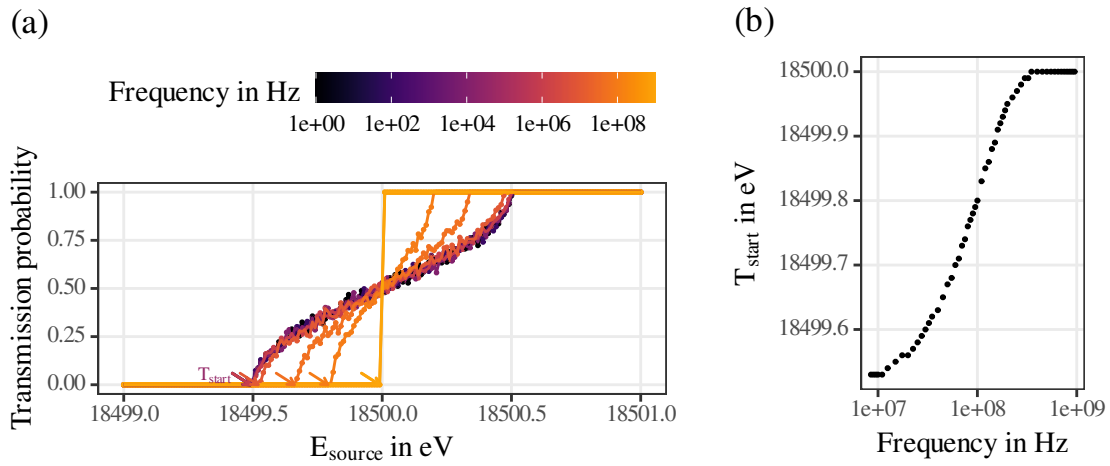 (a)
Frequency in Hz
1e+00 1e+02 1e+04 1e+06 1e+08
Transmission probability
1.00
0.75
0.50
0.25
0.00
T_start
18499.0 18499.5 18500.0 18500.5 18501.0
E_source in eV
(b)
T_start in eV
18500.0
18499.9
18499.8
18499.7
18499.6
1e+07 1e+08 1e+09
Frequency in Hz